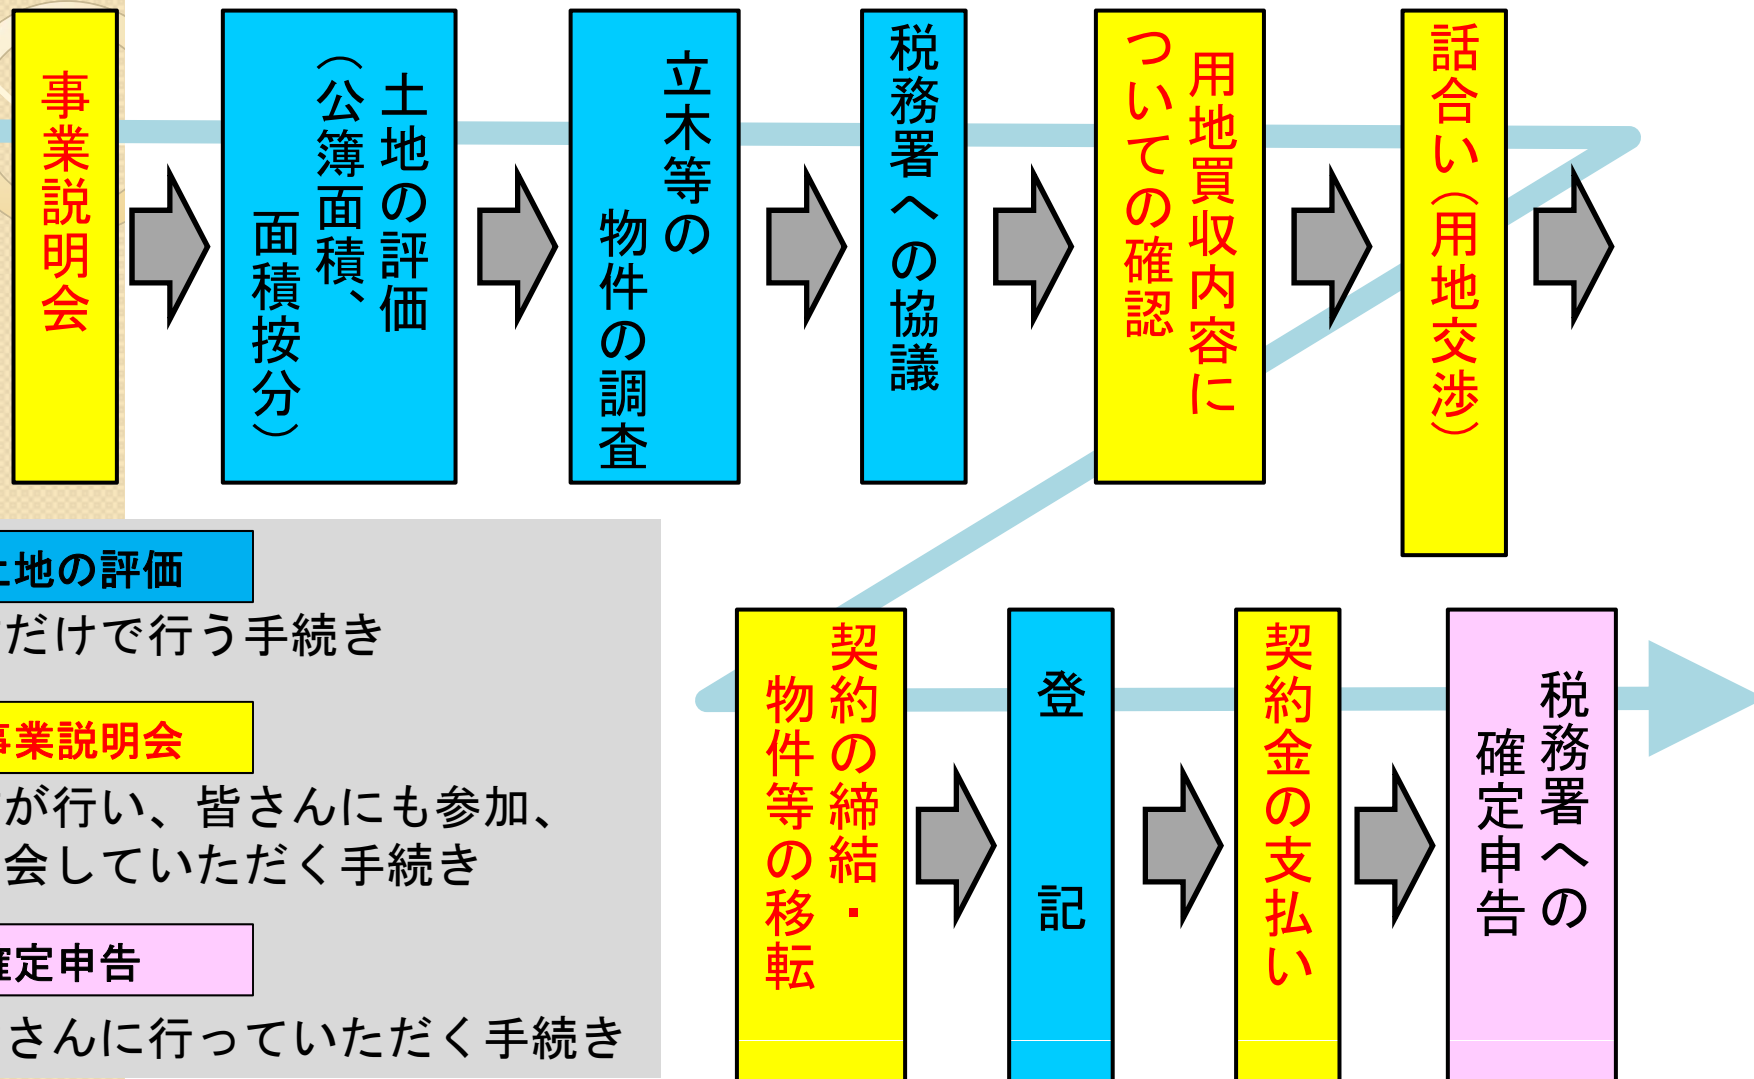 事業説明会
土地の評価
（公簿面積、
面積按分）
立木等の
物件の調査
税務署への協議
用地買収内容に
ついての確認
話合い（用地交渉）
契約の締結・
物件等の移転
登記
契約金の支払い
税務署への
確定申告
土地の評価
だけで行う手続き
事業説明会
が行い、皆さんにも参加、
会していただく手続き
確定申告
さんに行っていただく手続き